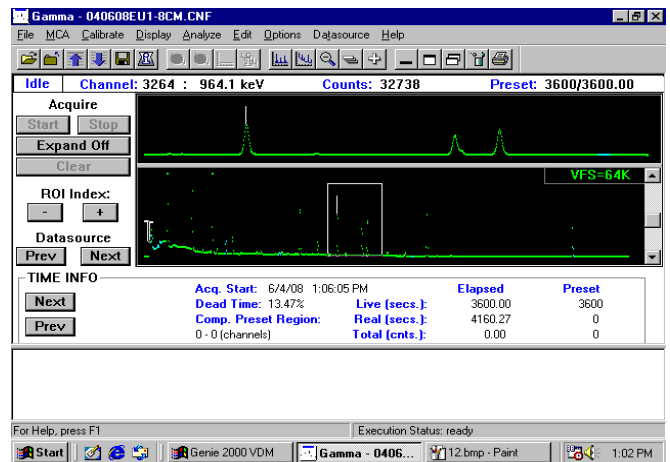 Gamma - 040608EU1-8CM.CNF
File MCA Calibrate Display Analyze Edit Options Datasource Help
Idle Channel: 3264 : 964.1 keV Counts: 32738 Preset: 3600/3600.00
Acquire
Start Stop
Expand Off
Clear
VFS=64K
ROI Index:
- +
Datasource
Prev Next
TIME INFO
Next
Prev
Acq. Start: 6/4/08 1:06:05 PM Elapsed Preset
Dead Time: 13.47% Live (secs.): 3600.00 3600
Comp. Preset Region: Real (secs.): 4160.27 0
0 - 0 (channels) Total (cnts.): 0.00 0
For Help, press F1 Execution Status: ready
Start Genie 2000 VDM Gamma - 0406... 12.bmp - Paint 1:02 PM